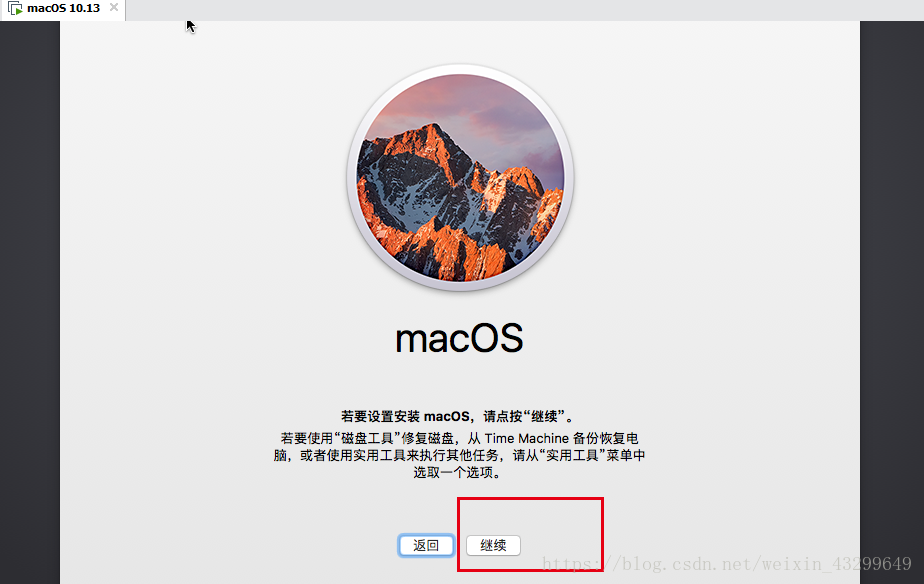 macOS 10.13
macOS
若要设置安装 macOS，请点按“继续”。
若要使用“磁盘工具”修复磁盘，从 Time Machine 备份恢复电
脑，或者使用实用工具来执行其他任务，请从“实用工具”菜单中
选取一个选项。
返回 继续
https://blog.csdn.net/weixin_43299649